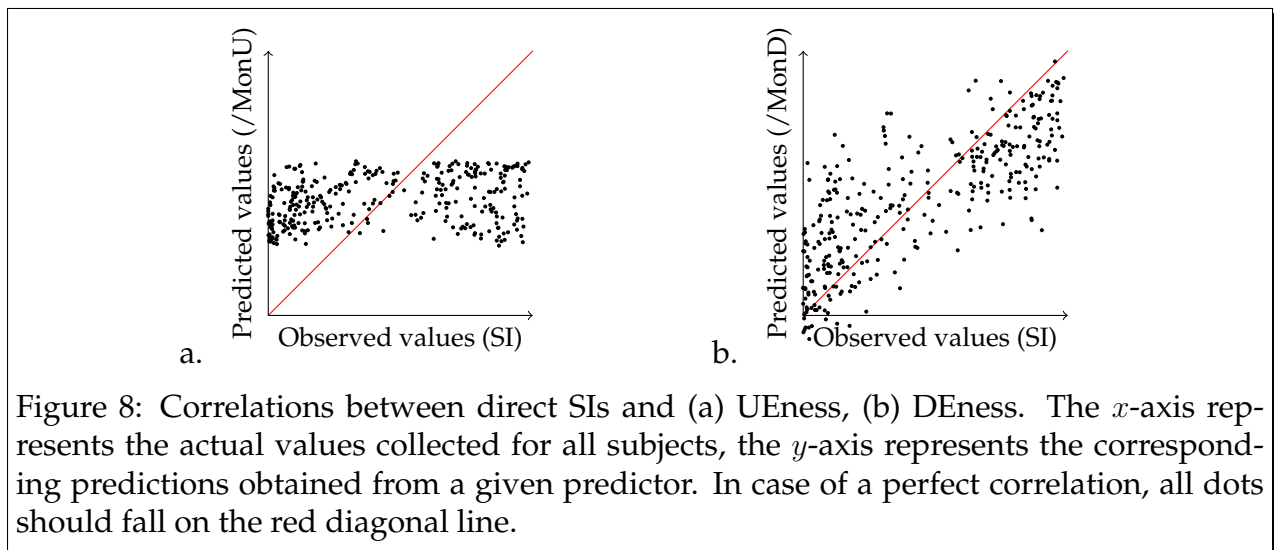 Predicted values (/MonU)
Observed values (SI)
a.
Predicted values (/MonD)
Observed values (SI)
b.
Figure 8: Correlations between direct SIs and (a) UEness, (b) DEness. The x-axis rep-
resents the actual values collected for all subjects, the y-axis represents the correspond-
ing predictions obtained from a given predictor. In case of a perfect correlation, all dots
should fall on the red diagonal line.